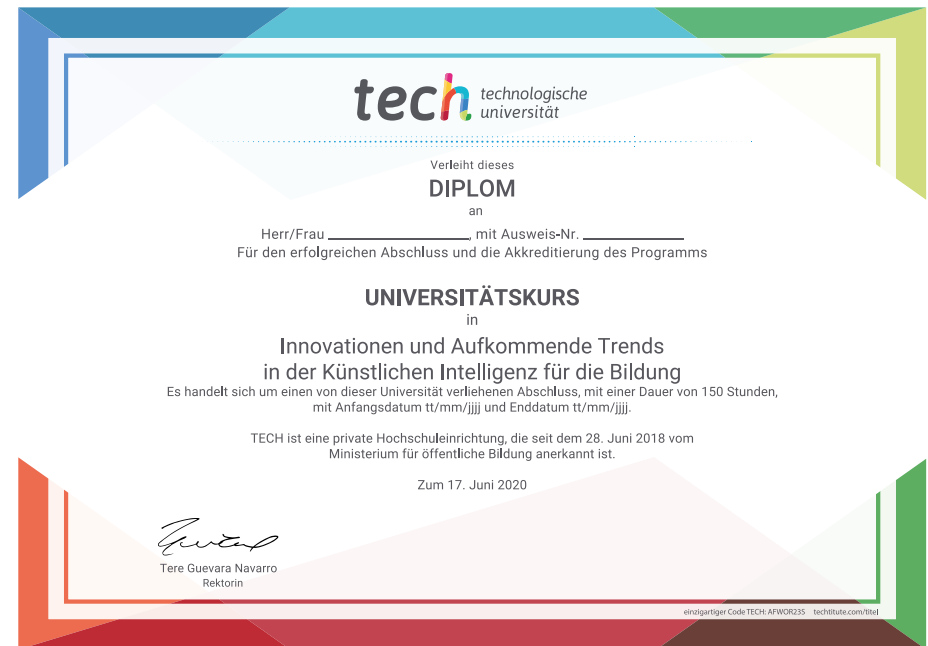 tech technologische
universität
Verleiht dieses
DIPLOM
an
Herr/Frau ____________, mit Ausweis-Nr. ____________
Für den erfolgreichen Abschluss und die Akkreditierung des Programms
UNIVERSITÄTSKURS
in
Innovationen und Aufkommende Trends
in der Künstlichen Intelligenz für die Bildung
Es handelt sich um einen von dieser Universität verliehenen Abschluss, mit einer Dauer von 150 Stunden,
mit Anfangsdatum tt/mm/jjjj und Enddatum tt/mm/jjjj.
TECH ist eine private Hochschuleinrichtung, die seit dem 28. Juni 2018 vom
Ministerium für öffentliche Bildung anerkannt ist.
Zum 17. Juni 2020
Tere Guevara Navarro
Rektorin
einzigartiger Code TECH: AFWOR23S techtitute.com/titel